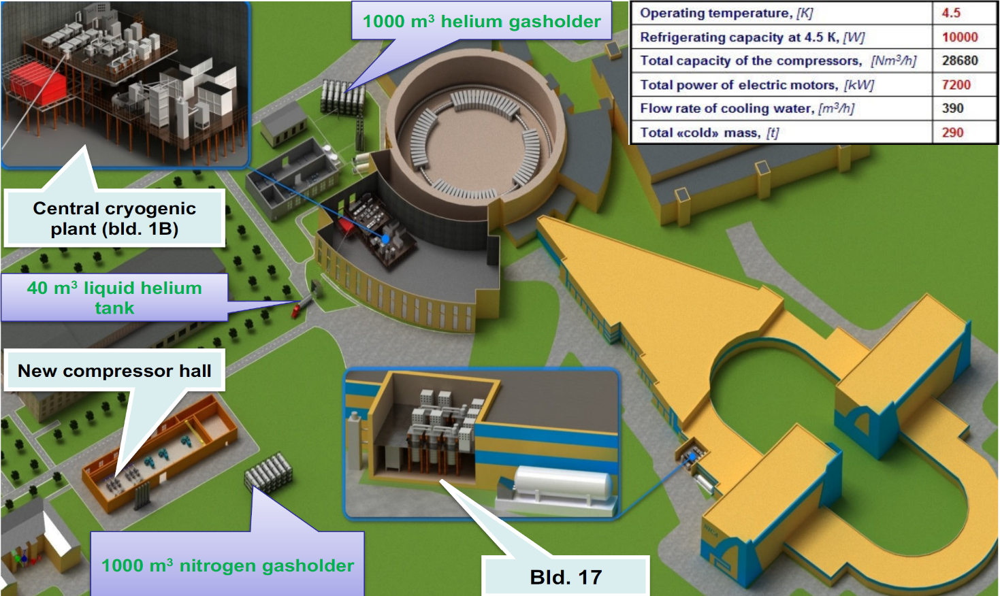 1000 m³ helium gasholder
Operating temperature, [K] 4.5
Refrigerating capacity at 4.5 K, [W] 10000
Total capacity of the compressors, [Nm³/h] 28680
Total power of electric motors, [kW] 7200
Flow rate of cooling water, [m³/h] 390
Total «cold» mass, [t] 290
Central cryogenic
plant (bld. 1B)
40 m³ liquid helium
tank
New compressor hall
1000 m³ nitrogen gasholder
Bld. 17
NICA